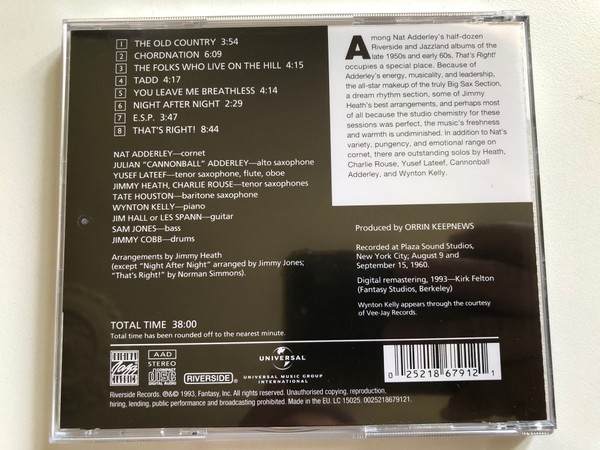 1 THE OLD COUNTRY 3:54
2 CHORDNATION 6:09
3 THE FOLKS WHO LIVE ON THE HILL 4:15
4 TADD 4:17
5 YOU LEAVE ME BREATHLESS 4:14
6 NIGHT AFTER NIGHT 2:29
7 E.S.P. 3:47
8 THAT'S RIGHT! 8:44
NAT ADDERLEY—cornet
JULIAN "CANNONBALL" ADDERLEY—alto saxophone
YUSEF LATEEF—tenor saxophone, flute, oboe
JIMMY HEATH, CHARLIE ROUSE—tenor saxophones
TATE HOUSTON—baritone saxophone
WYNTON KELLY—piano
JIM HALL or LES SPANN—guitar
SAM JONES—bass
JIMMY COBB—drums
Arrangements by Jimmy Heath
(except "Night After Night" arranged by Jimmy Jones;
"That's Right!" by Norman Simmons).
TOTAL TIME 38:00
Total time has been rounded off to the nearest minute.
Among Nat Adderley's half-dozen
Riverside and Jazzland albums of the
late 1950s and early 60s, That's Right!
occupies a special place. Because of
Adderley's energy, musicality, and leadership,
the all-star makeup of the truly Big Sax Section,
a dream rhythm section, some of Jimmy
Heath's best arrangements, and perhaps most
of all because the studio chemistry for these
sessions was perfect, the music's freshness
and warmth is undiminished. In addition to Nat's
variety, pungency, and emotional range on
cornet, there are outstanding solos by Heath,
Charlie Rouse, Yusef Lateef, Cannonball
Adderley, and Wynton Kelly.
Produced by ORRIN KEEPNEWS
Recorded at Plaza Sound Studios,
New York City; August 9 and
September 15, 1960.
Digital remastering, 1993—Kirk Felton
(Fantasy Studios, Berkeley)
Wynton Kelly appears through the courtesy
of Vee-Jay Records.
ORIGINAL JAZZ CLASSICS
AAD
STEREO
COMPACT disc DIGITAL AUDIO
RIVERSIDE
UNIVERSAL
UNIVERSAL MUSIC GROUP
INTERNATIONAL
0 25218 67912 1
Riverside Records. ℗&© 1993, Fantasy, Inc. All rights reserved. Unauthorised copying, reproduction,
hiring, lending, public performance and broadcasting prohibited. Made in the EU. LC 15025. 0025218679121.